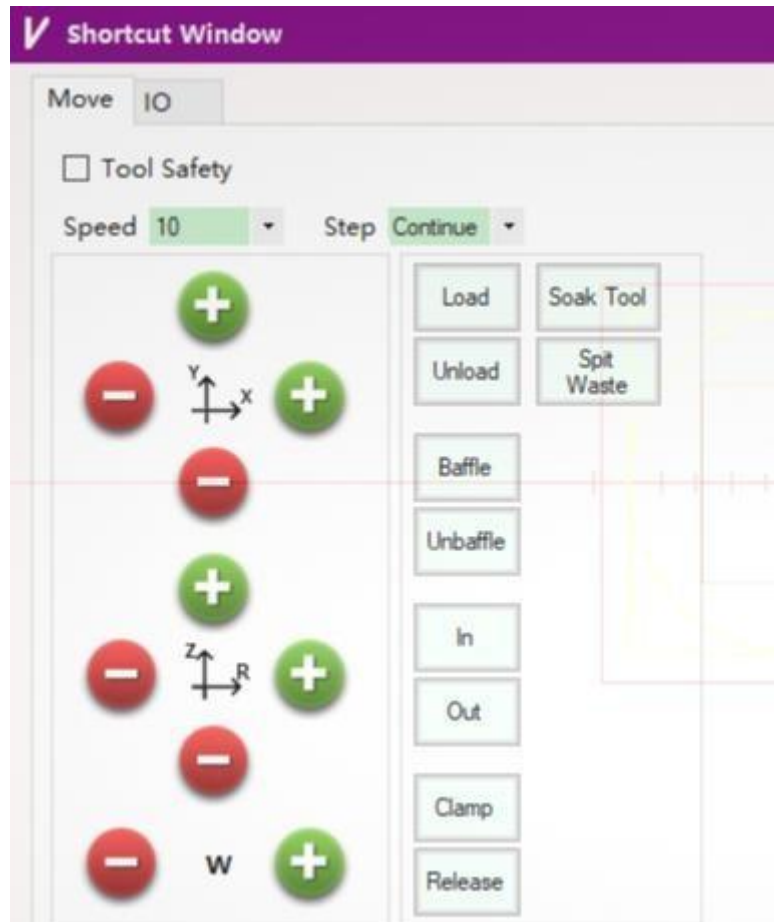 V Shortcut Window
Move IO
Tool Safety
Speed 10 Step Continue
Load Soak Tool
Y X
Unload Spit
Waste
Baffle
Unbaffle
Z R
In
Out
Clamp
W
Release